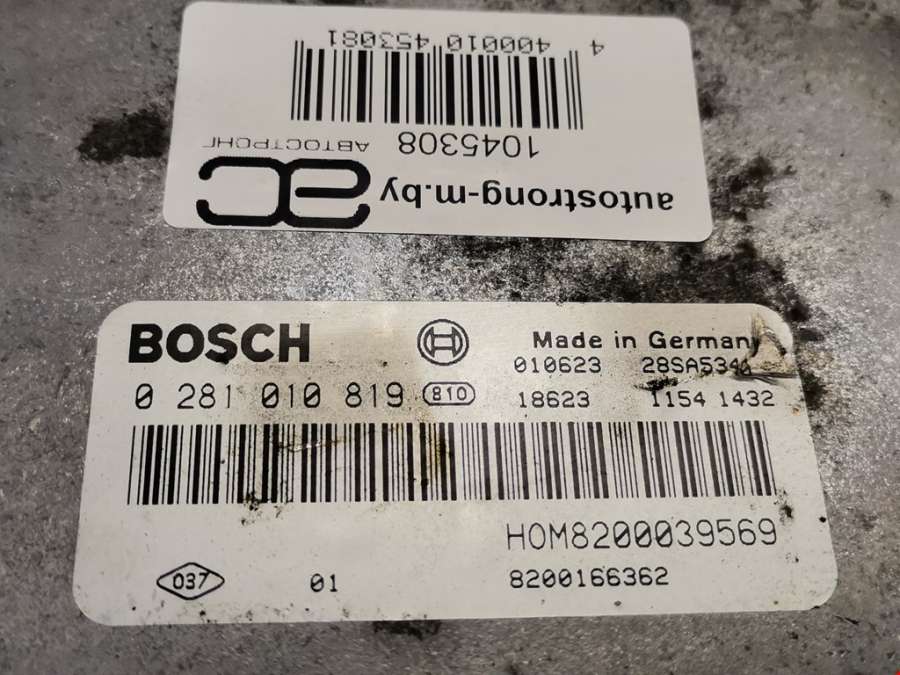 autostrong-m.by
АВТОСТРОНГ
1045308
4 400010 453081
BOSCH
Made in Germany
010623 28SA5340
0 281 010 819 810
18623 1154 1432
HOM8200039569
037 01 8200166362